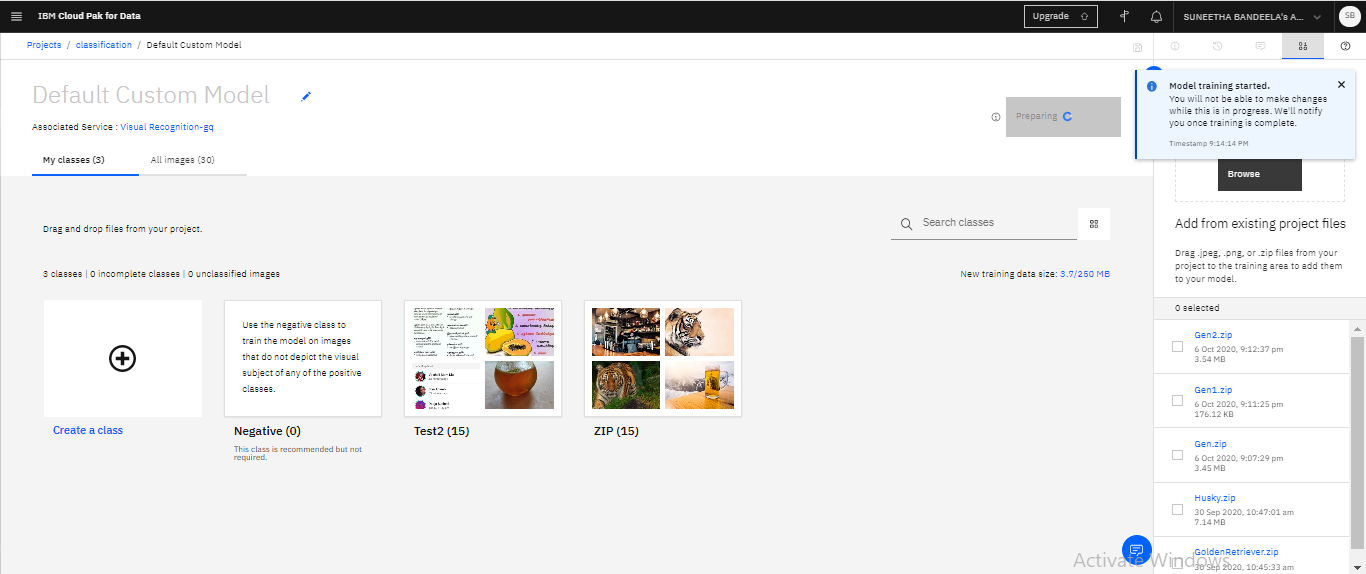 IBM Cloud Pak for Data
Upgrade
SUNEETHA BANDEELA's A...
SB
Projects / classification / Default Custom Model
Default Custom Model
Associated Service : Visual Recognition-gq
Preparing
Model training started.
You will not be able to make changes
while this is in progress. We'll notify
you once training is complete.
Timestamp 9:14:14 PM
My classes (3)
All images (30)
Browse
Drag and drop files from your project.
Search classes
Add from existing project files
Drag .jpeg, .png, or .zip files from your
project to the training area to add them
to your model.
3 classes | 0 incomplete classes | 0 unclassified images
New training data size: 3.7/250 MB
0 selected
Create a class
Use the negative class to
train the model on images
that do not depict the visual
subject of any of the positive
classes.
Negative (0)
This class is recommended but not
required.
Test2 (15)
ZIP (15)
Gen2.zip
6 Oct 2020, 9:12:37 pm
3.54 MB
Gen1.zip
6 Oct 2020, 9:11:25 pm
176.12 KB
Gen.zip
6 Oct 2020, 9:07:29 pm
3.45 MB
Husky.zip
30 Sep 2020, 10:47:01 am
7.14 MB
GoldenRetriever.zip
30 Sep 2020, 10:45:33 am
Activate Windows